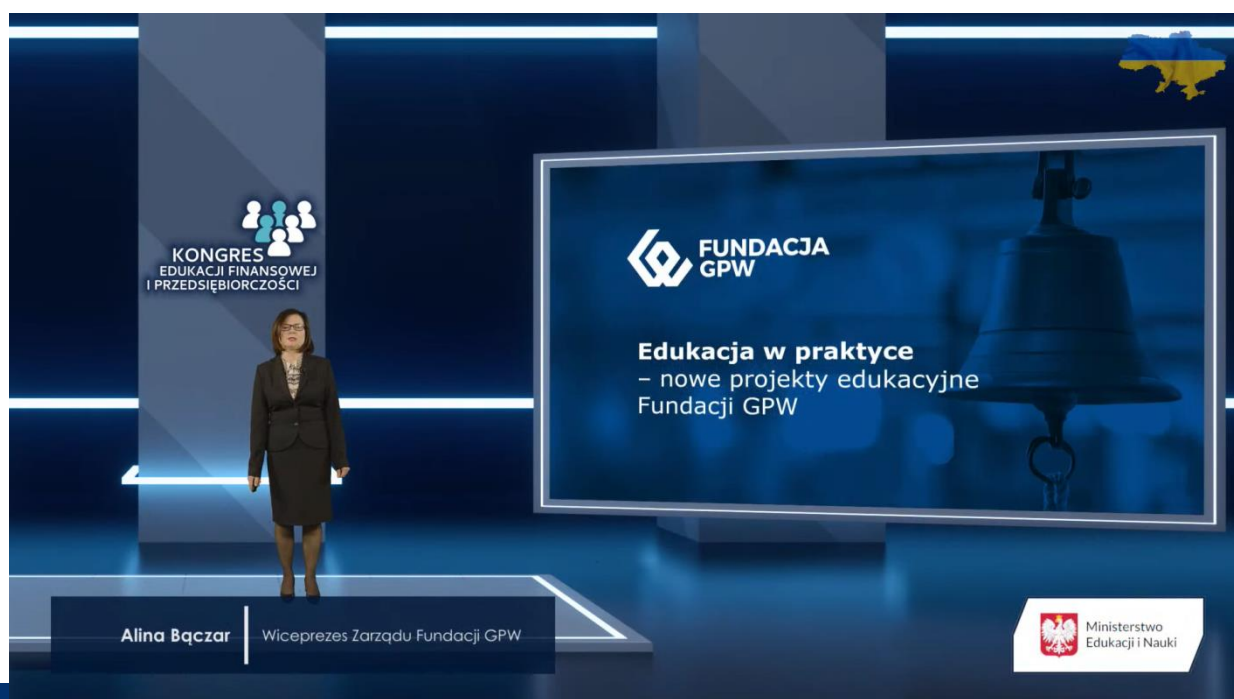 KONGRES
EDUKACJI FINANSOWEJ
I PRZEDSIĘBIORCZOŚCI
FUNDACJA
GPW
Edukacja w praktyce
– nowe projekty edukacyjne
Fundacji GPW
Alina Bączar
Wiceprezes Zarządu Fundacji GPW
Ministerstwo
Edukacji i Nauki